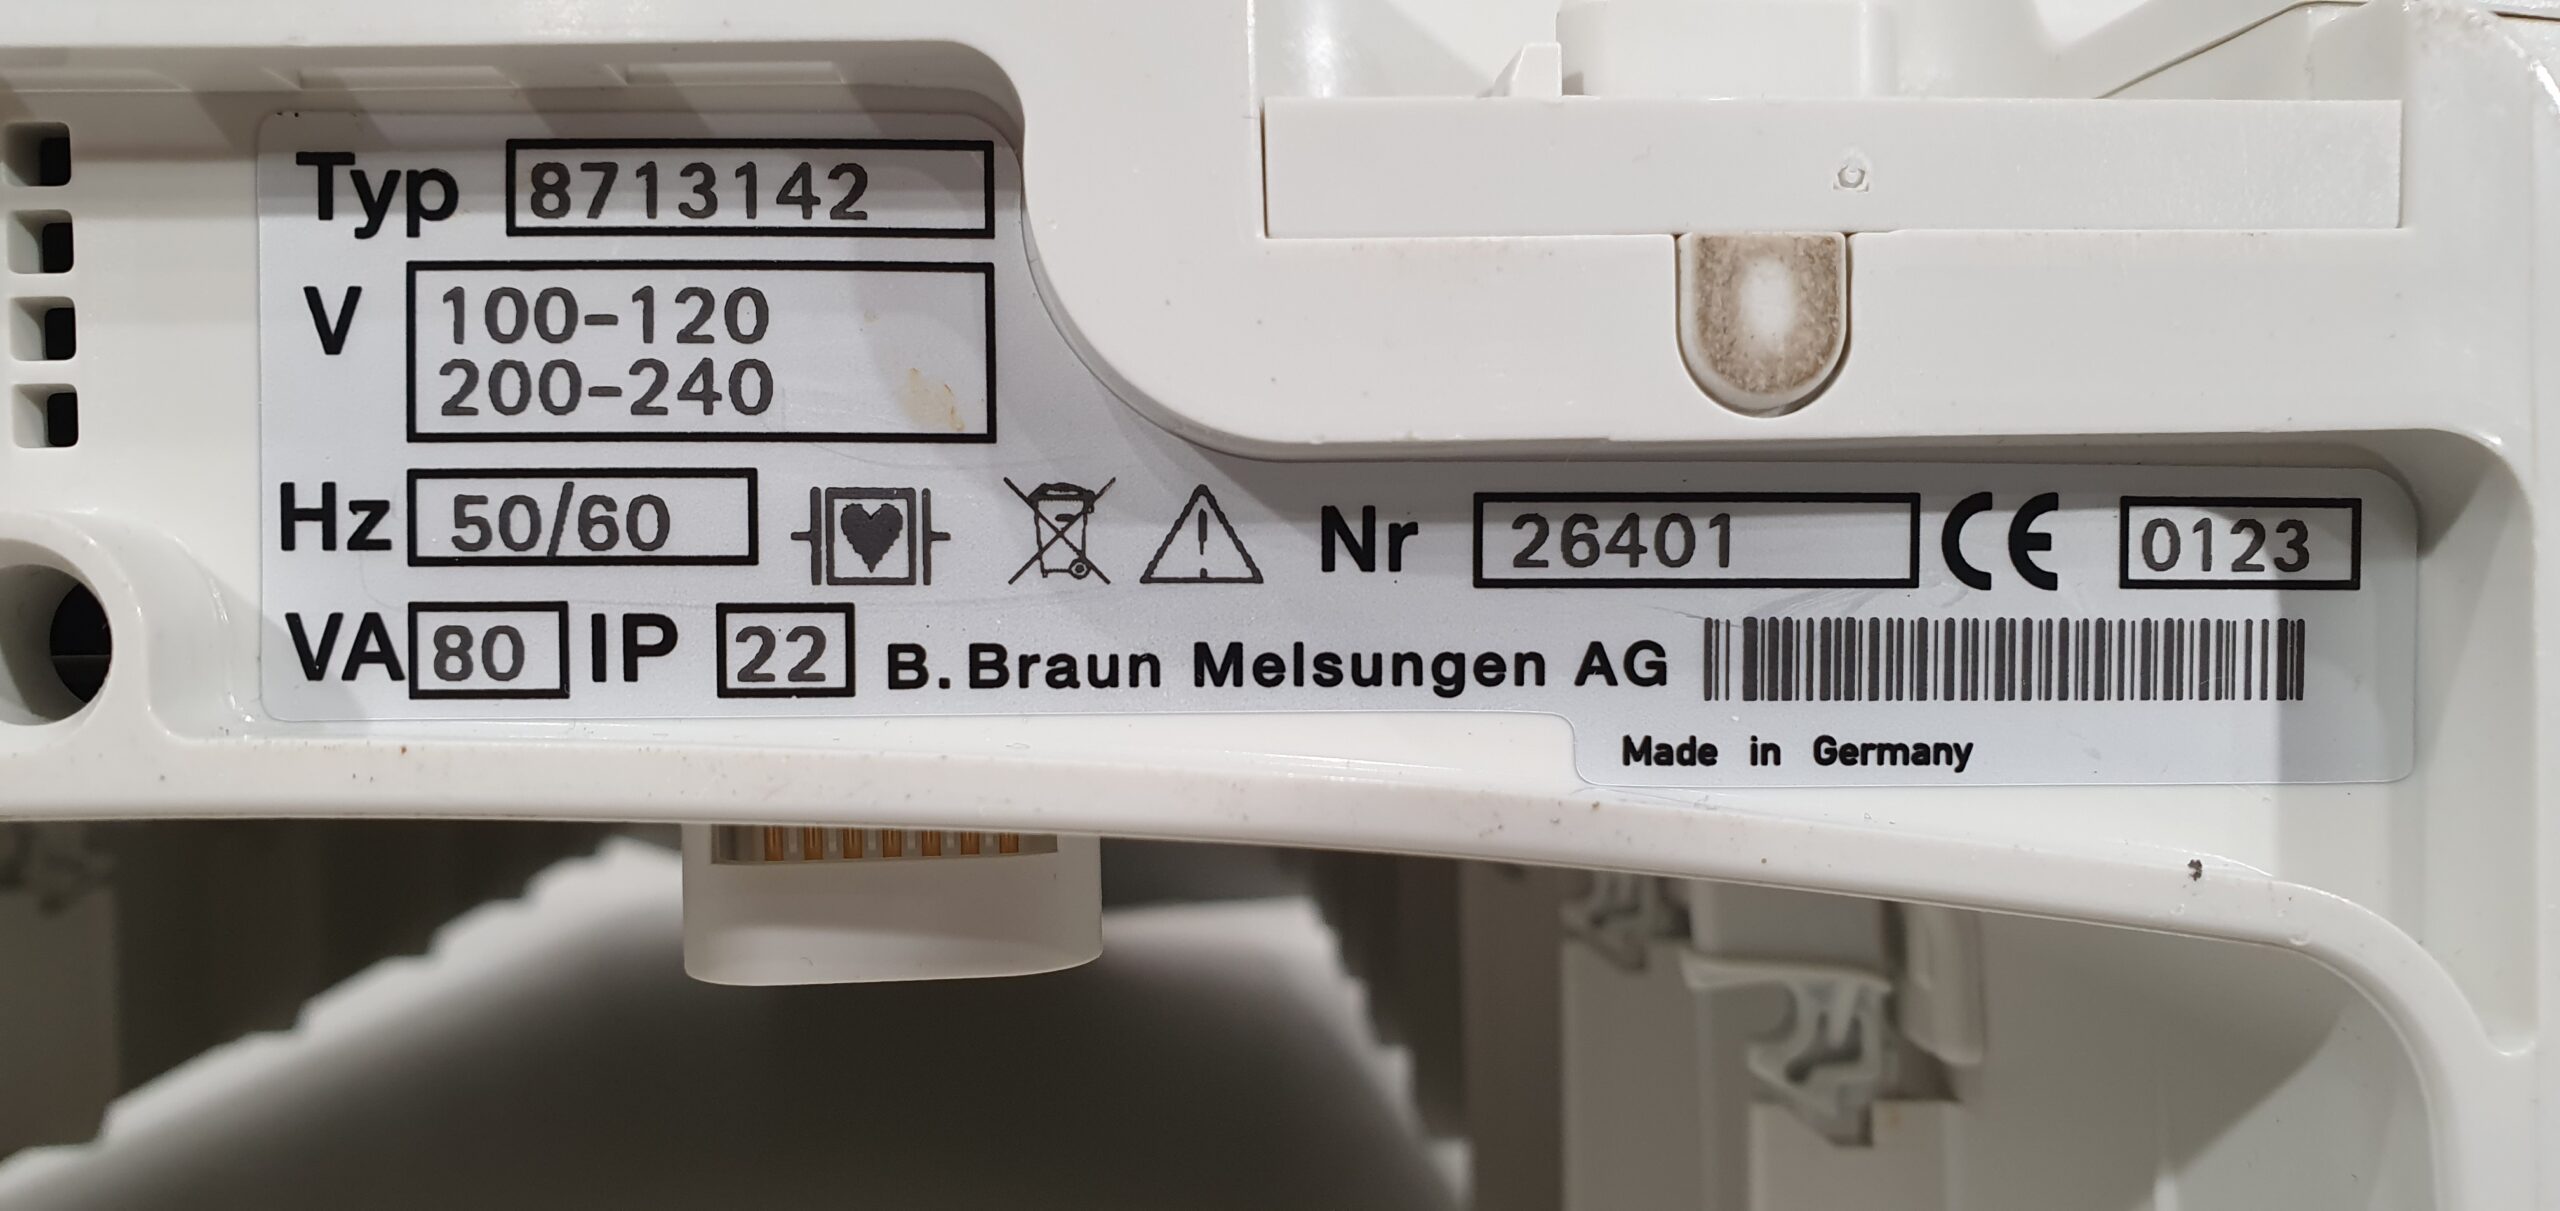 Typ 8713142
V 100-120
200-240
Hz 50/60
Nr 26401 CE 0123
VA 80 IP 22 B. Braun Melsungen AG
Made in Germany